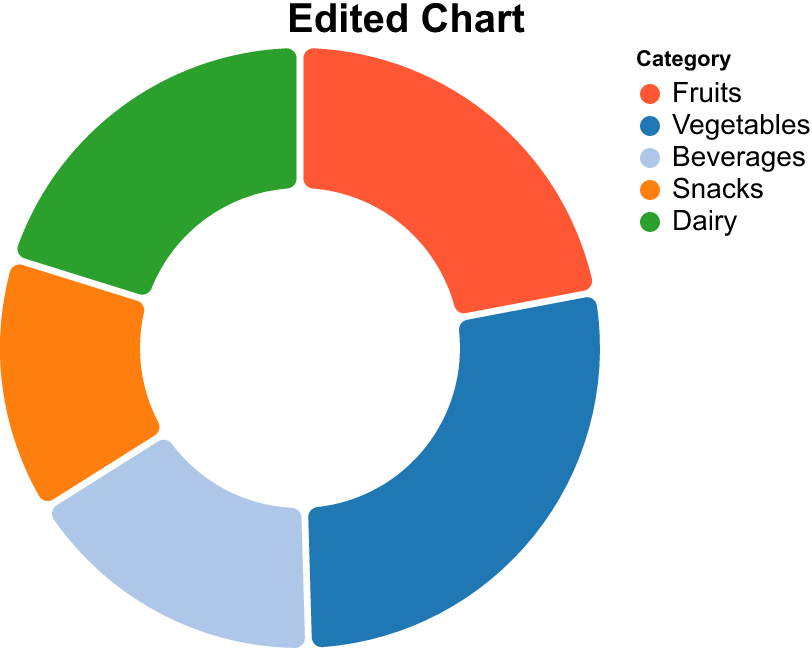 Edited Chart
Category
Fruits
Vegetables
Beverages
Snacks
Dairy